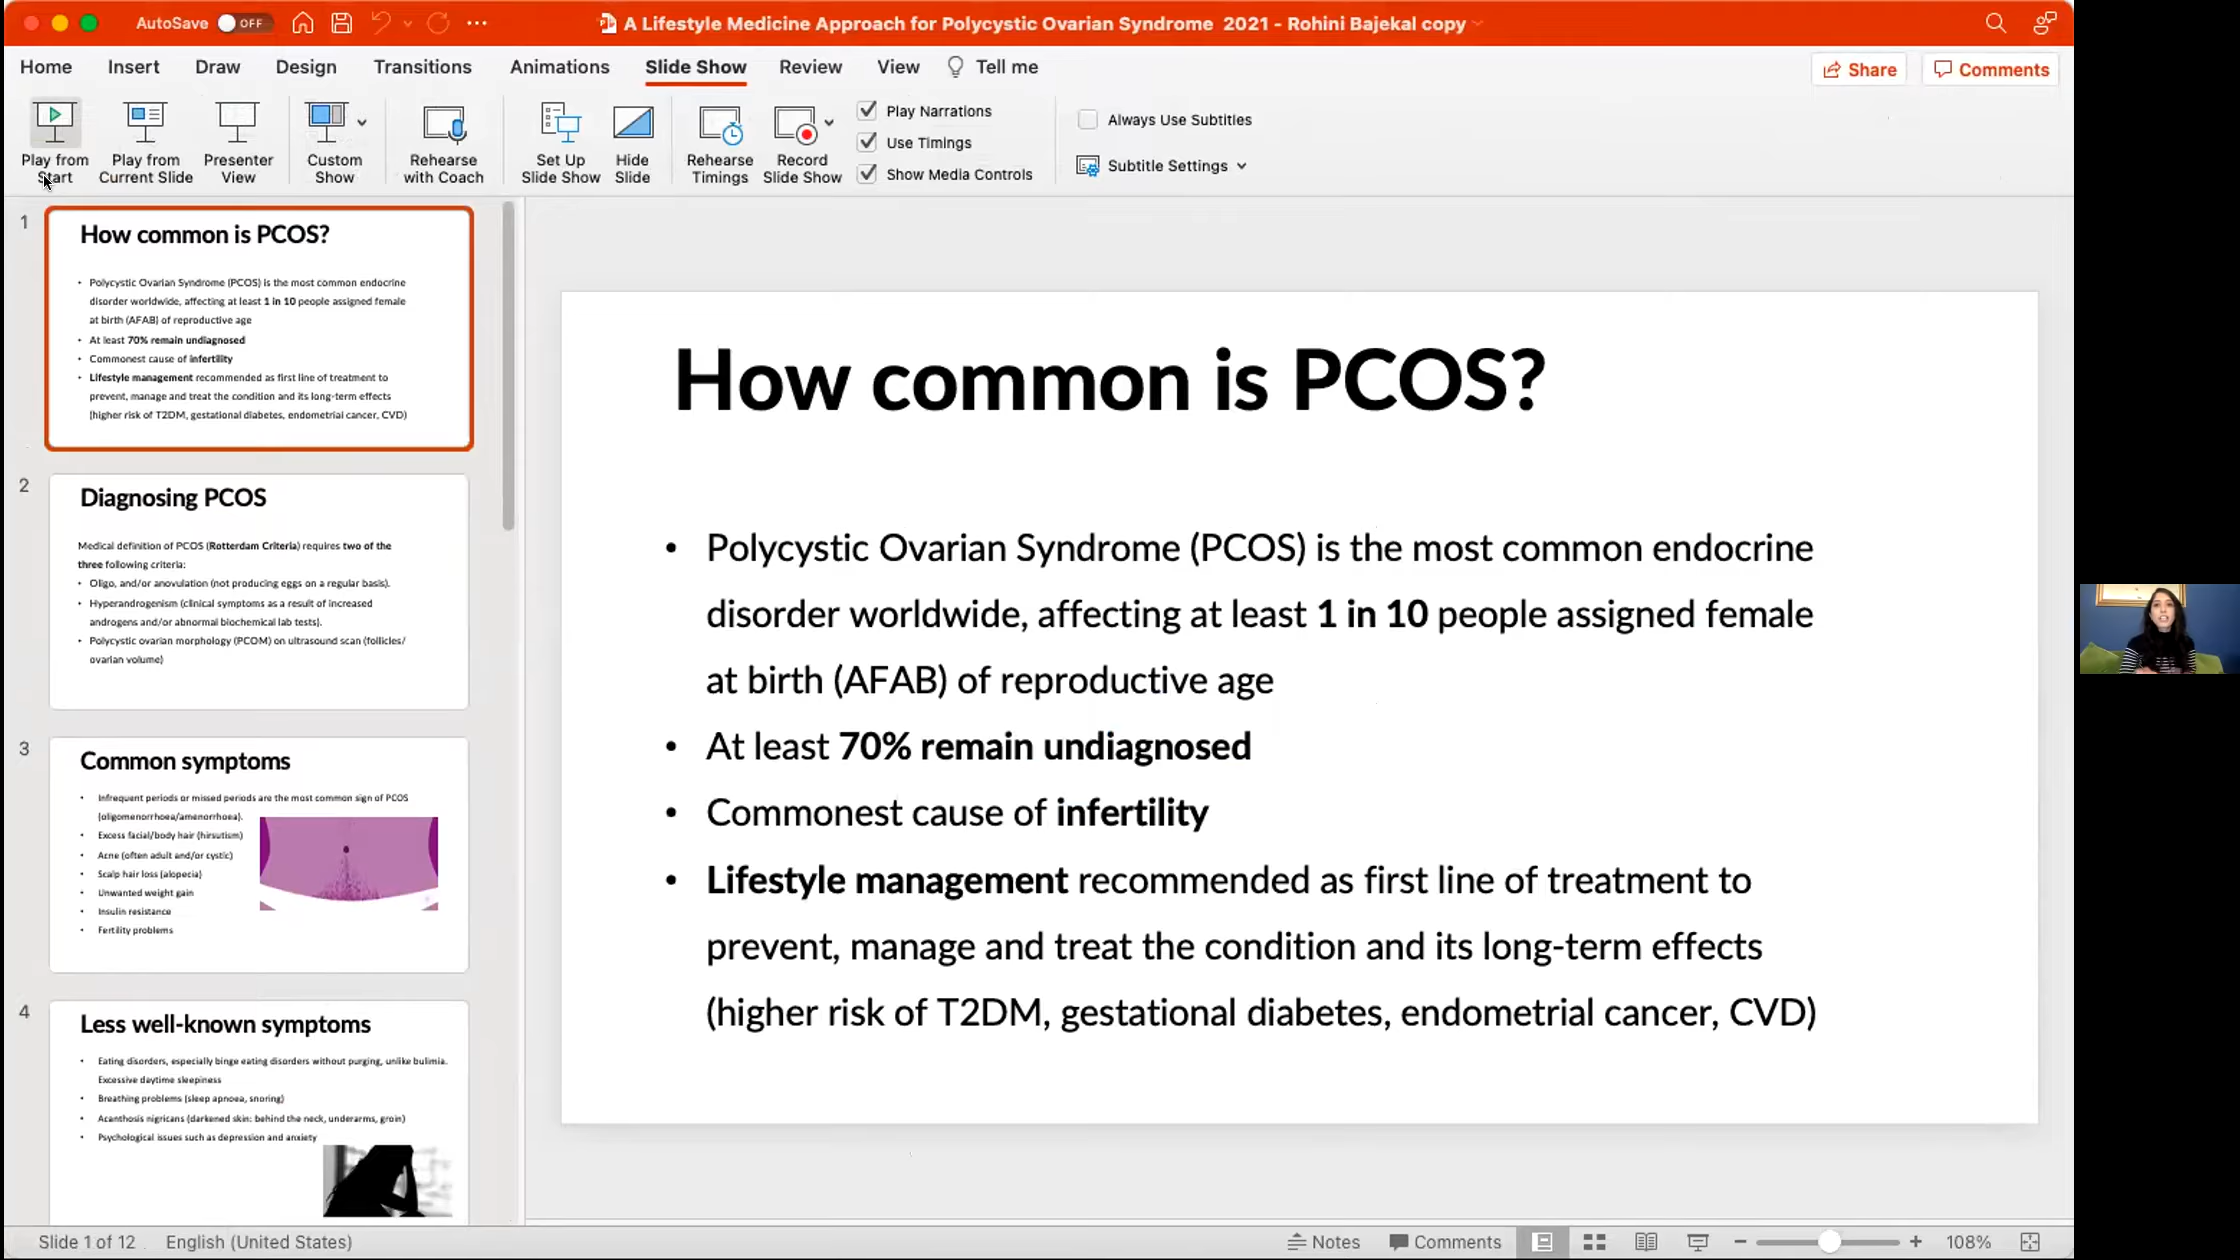 AutoSave OFF
A Lifestyle Medicine Approach for Polycystic Ovarian Syndrome 2021 - Rohini Bajekal copy
Home Insert Draw Design Transitions Animations Slide Show Review View Tell me
Share Comments
Play from Start
Play from Current Slide
Presenter View
Custom Show
Rehearse with Coach
Set Up Slide Show
Hide Slide
Rehearse Timings
Record Slide Show
Play Narrations
Use Timings
Show Media Controls
Always Use Subtitles
Subtitle Settings
1
How common is PCOS?
• Polycystic Ovarian Syndrome (PCOS) is the most common endocrine
disorder worldwide, affecting at least 1 in 10 people assigned female
at birth (AFAB) of reproductive age
• At least 70% remain undiagnosed
• Commonest cause of infertility
• Lifestyle management recommended as first line of treatment to
prevent, manage and treat the condition and its long-term effects
(higher risk of T2DM, gestational diabetes, endometrial cancer, CVD)
2
Diagnosing PCOS
Medical definition of PCOS (Rotterdam Criteria) requires two of the
three following criteria:
• Oligo, and/or anovulation (not producing eggs on a regular basis).
• Hyperandrogenism (clinical symptoms as a result of increased
androgens and/or abnormal biochemical lab tests).
• Polycystic ovarian morphology (PCOM) on ultrasound scan (follicles/
ovarian volume)
3
Common symptoms
• Infrequent periods or missed periods are the most common sign of PCOS
(oligomenorrhoea/amenorrhoea).
• Excess facial/body hair (hirsutism)
• Acne (often adult and/or cystic)
• Scalp hair loss (alopecia)
• Unwanted weight gain
• Insulin resistance
• Fertility problems
4
Less well-known symptoms
• Eating disorders, especially binge eating disorders without purging, unlike bulimia.
Excessive daytime sleepiness
• Breathing problems (sleep apnoea, snoring)
• Acanthosis nigricans (darkened skin: behind the neck, underarms, groin)
• Psychological issues such as depression and anxiety
How common is PCOS?
• Polycystic Ovarian Syndrome (PCOS) is the most common endocrine
disorder worldwide, affecting at least 1 in 10 people assigned female
at birth (AFAB) of reproductive age
• At least 70% remain undiagnosed
• Commonest cause of infertility
• Lifestyle management recommended as first line of treatment to
prevent, manage and treat the condition and its long-term effects
(higher risk of T2DM, gestational diabetes, endometrial cancer, CVD)
Slide 1 of 12 English (United States)
Notes Comments 108%